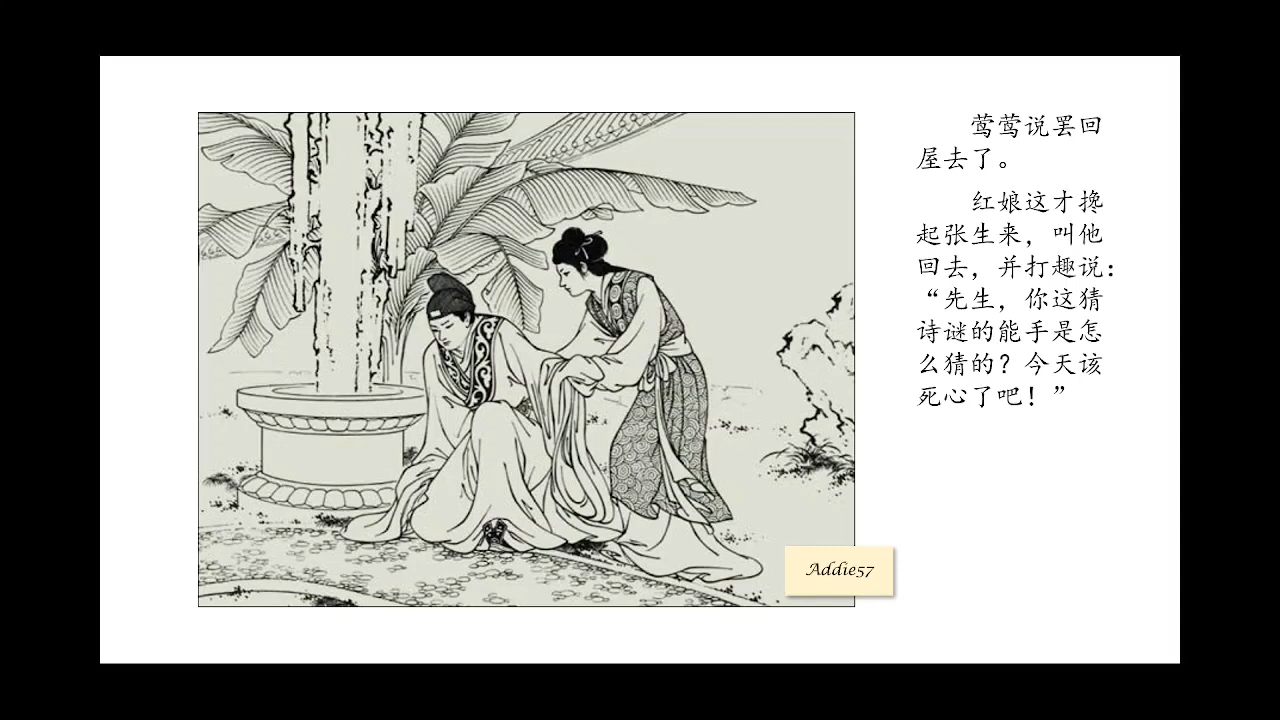 莺莺说罢回
屋去了。
红娘这才搀
起张生来，叫他
回去，并打趣说：
“先生，你这猜
诗谜的能手是怎
么猜的？今天该
死心了吧！”
Addie57